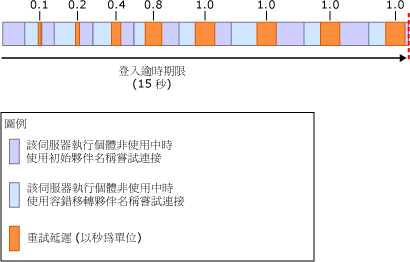 0.1 0.2 0.4 0.8 1.0 1.0 1.0 1.0
登入逾時期限
(15 秒)
圖例
該伺服器執行個體非使用中時
使用初始夥伴名稱嘗試連接
該伺服器執行個體非使用中時
使用容錯移轉夥伴名稱嘗試連接
重試延遲 (以秒為單位)